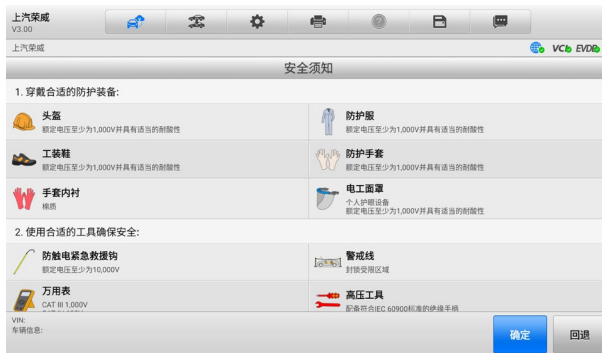 上汽荣威
V3.00
上汽荣威
VCI EVDB
安全须知
1. 穿戴合适的防护装备:
头盔
额定电压至少为1,000V并具有适当的耐酸性
防护服
额定电压至少为1,000V并具有适当的耐酸性
工装鞋
额定电压至少为1,000V并具有适当的耐酸性
防护手套
额定电压至少为1,000V并具有适当的耐酸性
手套内衬
棉质
电工面罩
个人护眼设备
额定电压至少为1,000V并具有适当的耐酸性
2. 使用合适的工具确保安全:
防触电紧急救援钩
额定电压至少为10,000V
警戒线
封锁受限区域
万用表
CAT III 1,000V
高压工具
配备符合IEC 60900标准的绝缘手柄
VIN:
车辆信息:
确定
回退